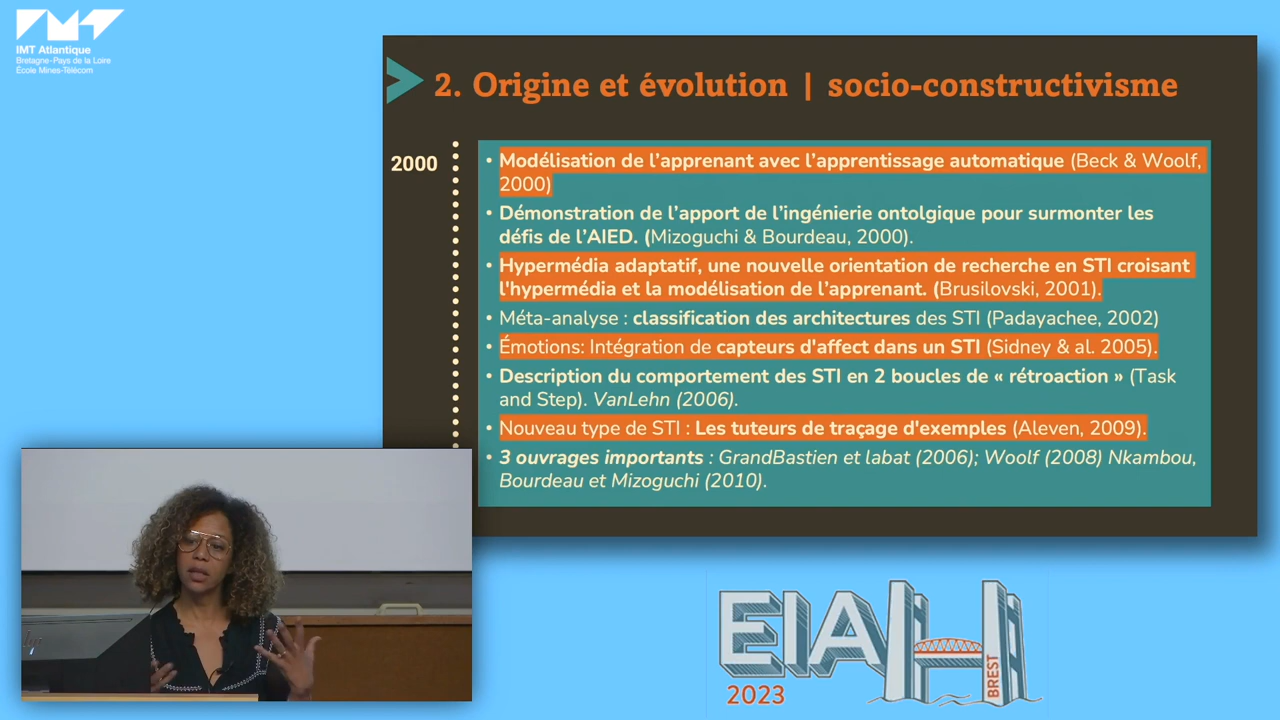 IMT Atlantique
Bretagne-Pays de la Loire
École Mines-Télécom
2. Origine et évolution | socio-constructivisme
2000
• Modélisation de l'apprenant avec l'apprentissage automatique (Beck & Woolf,
2000)
• Démonstration de l'apport de l'ingénierie ontolgique pour surmonter les
défis de l'AIED. (Mizoguchi & Bourdeau, 2000).
• Hypermédia adaptatif, une nouvelle orientation de recherche en STI croisant
l'hypermédia et la modélisation de l'apprenant. (Brusilovski, 2001).
• Méta-analyse : classification des architectures des STI (Padayachee, 2002)
• Émotions: Intégration de capteurs d'affect dans un STI (Sidney & al. 2005).
• Description du comportement des STI en 2 boucles de « rétroaction » (Task
and Step). VanLehn (2006).
• Nouveau type de STI : Les tuteurs de traçage d'exemples (Aleven, 2009).
• 3 ouvrages importants : GrandBastien et labat (2006); Woolf (2008) Nkambou,
Bourdeau et Mizoguchi (2010).
EIAH
BREST
2023